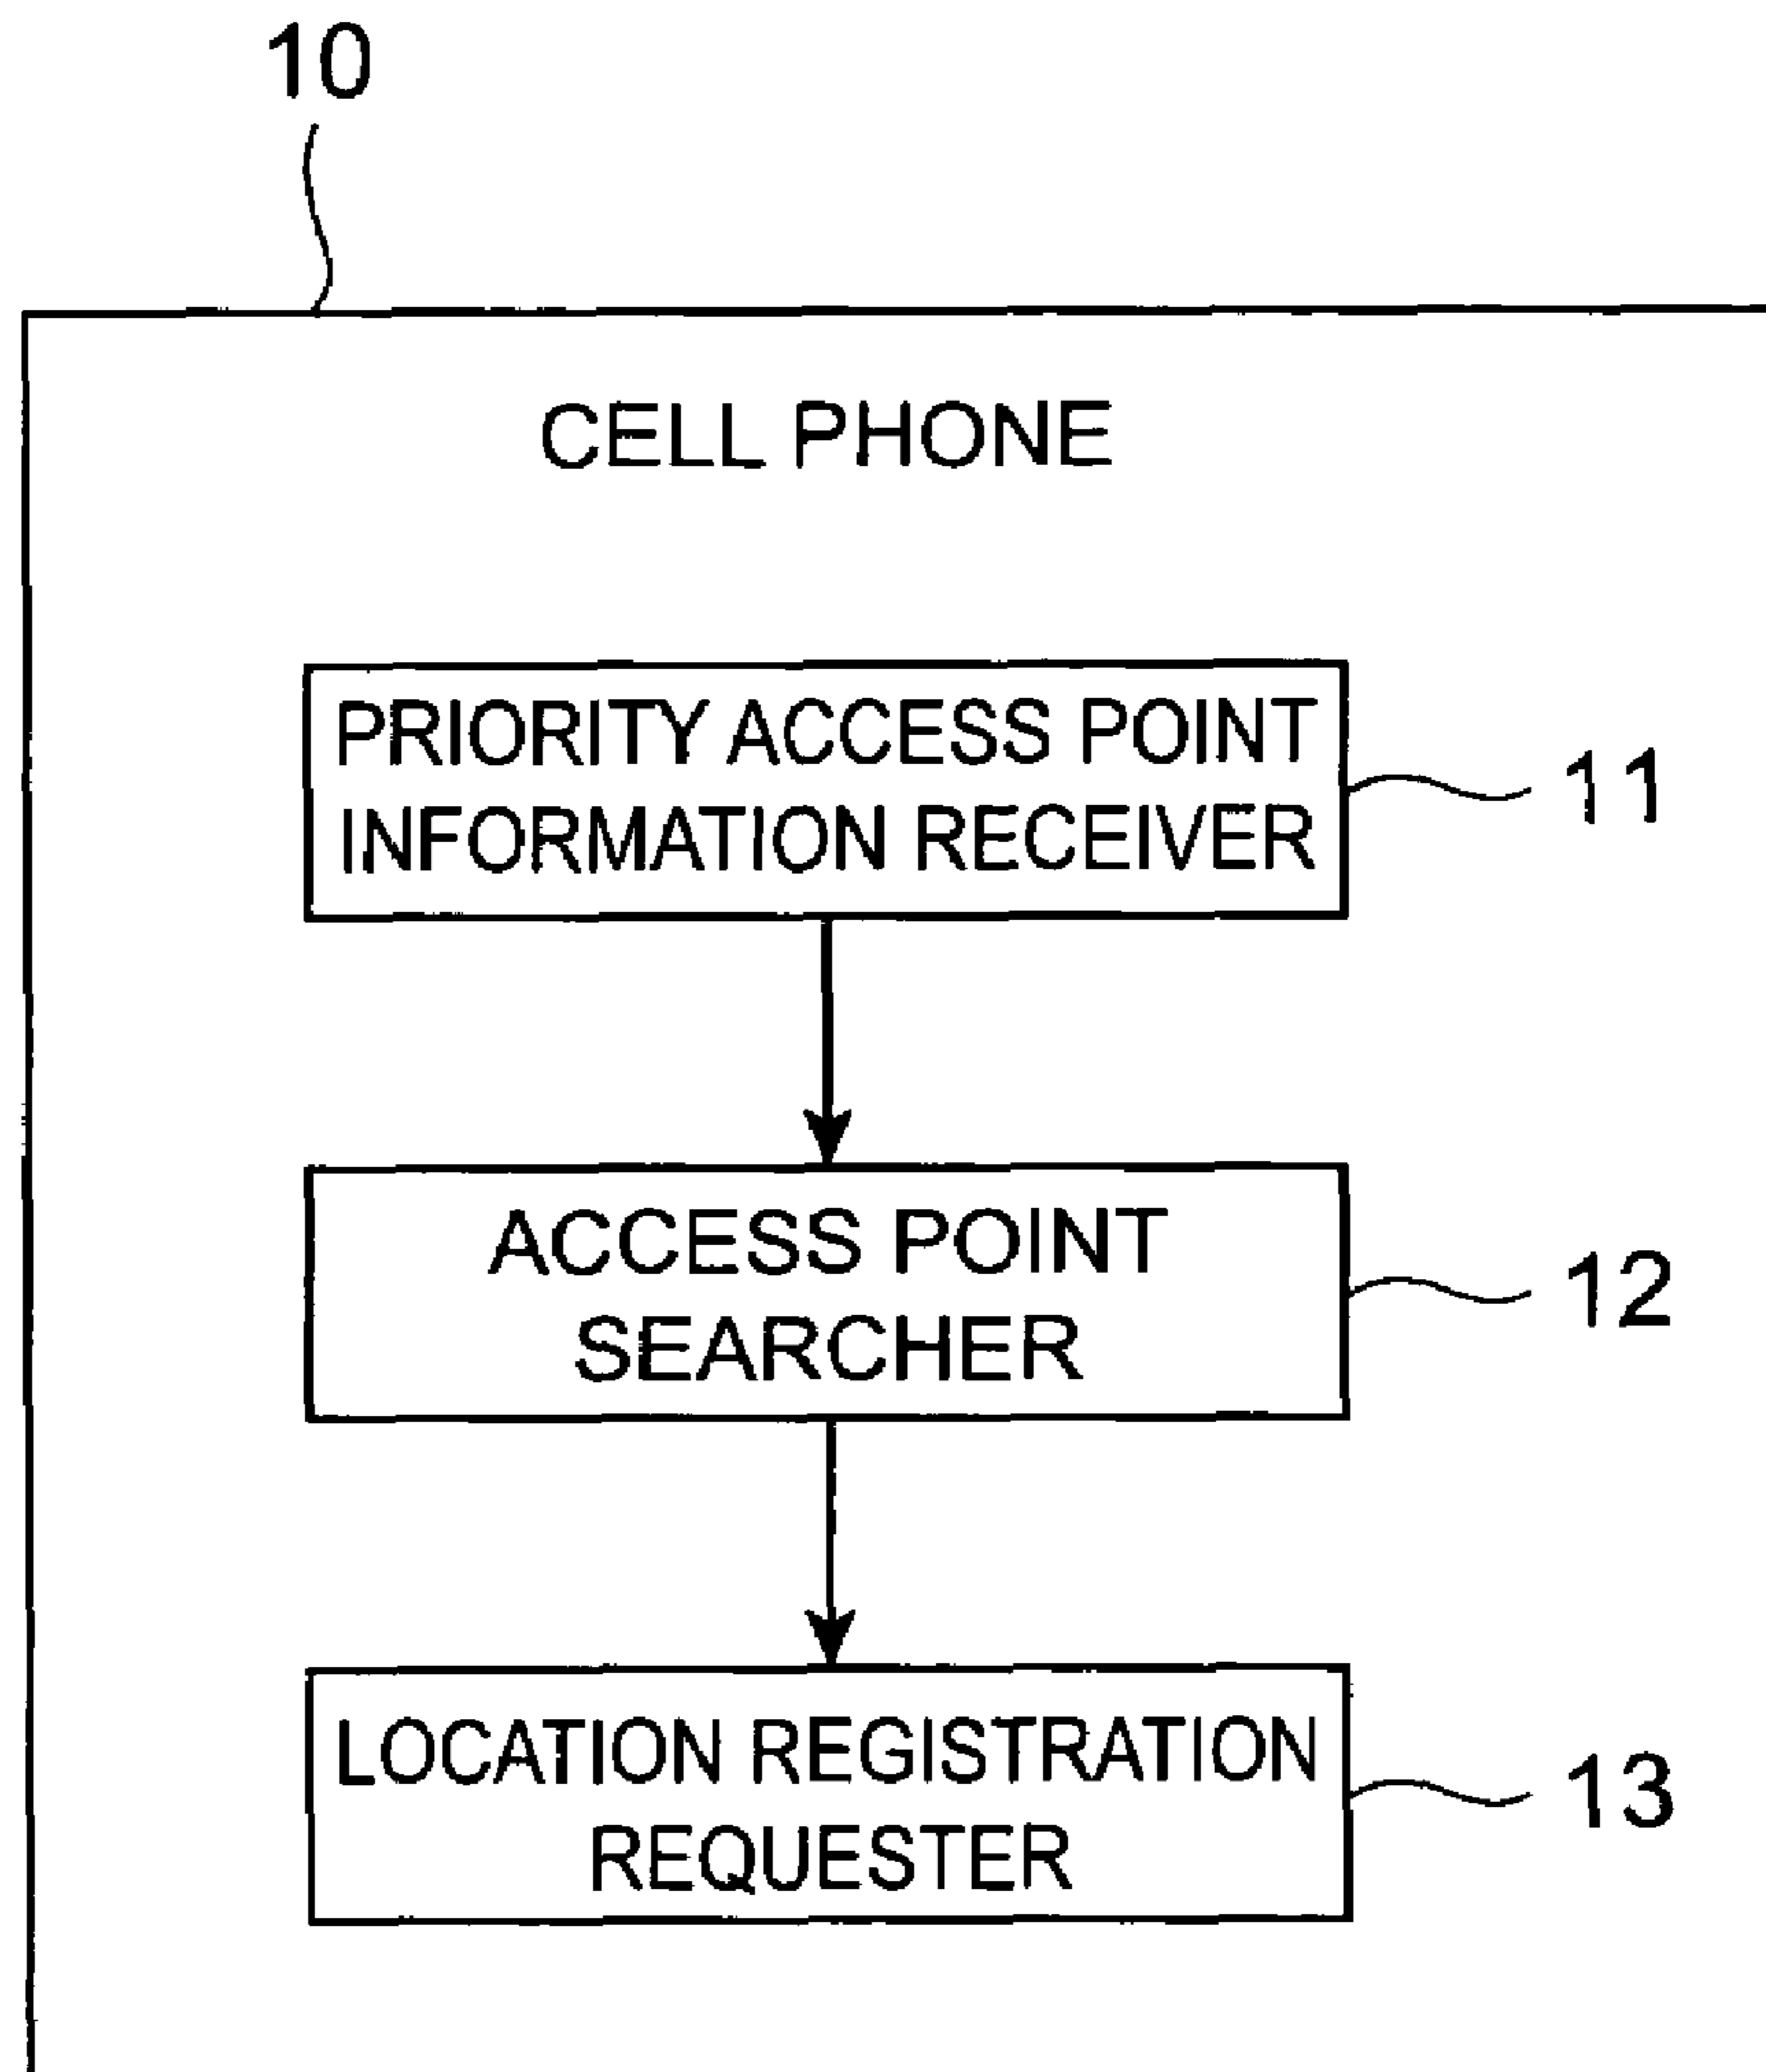 10
CELL PHONE
PRIORITY ACCESS POINT
INFORMATION RECEIVER
11
ACCESS POINT
SEARCHER
12
LOCATION REGISTRATION
REQUESTER
13